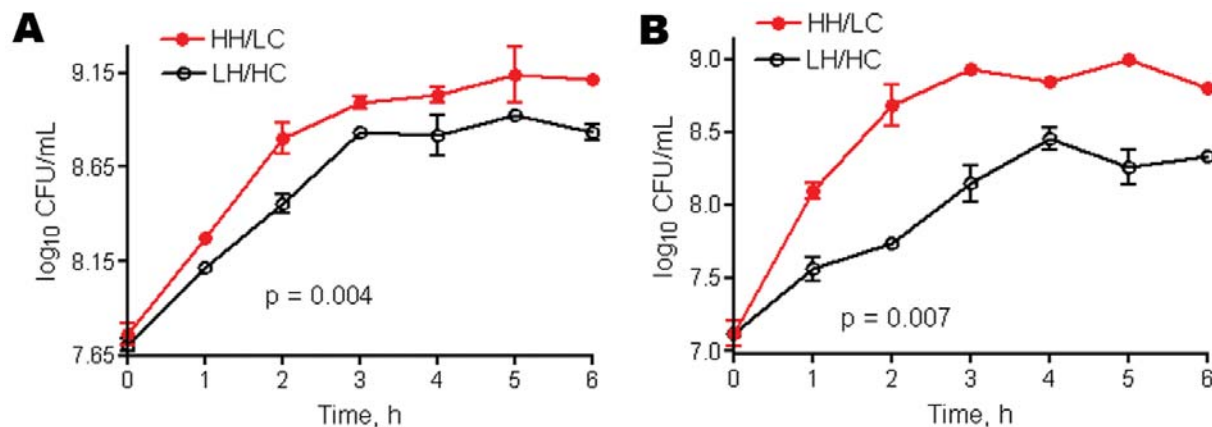 A
HH/LC
LH/HC
9.15
8.65
8.15
7.65
log10 CFU/mL
p = 0.004
0 1 2 3 4 5 6
Time, h
B
HH/LC
LH/HC
9.0
8.5
8.0
7.5
7.0
log10 CFU/mL
p = 0.007
0 1 2 3 4 5 6
Time, h